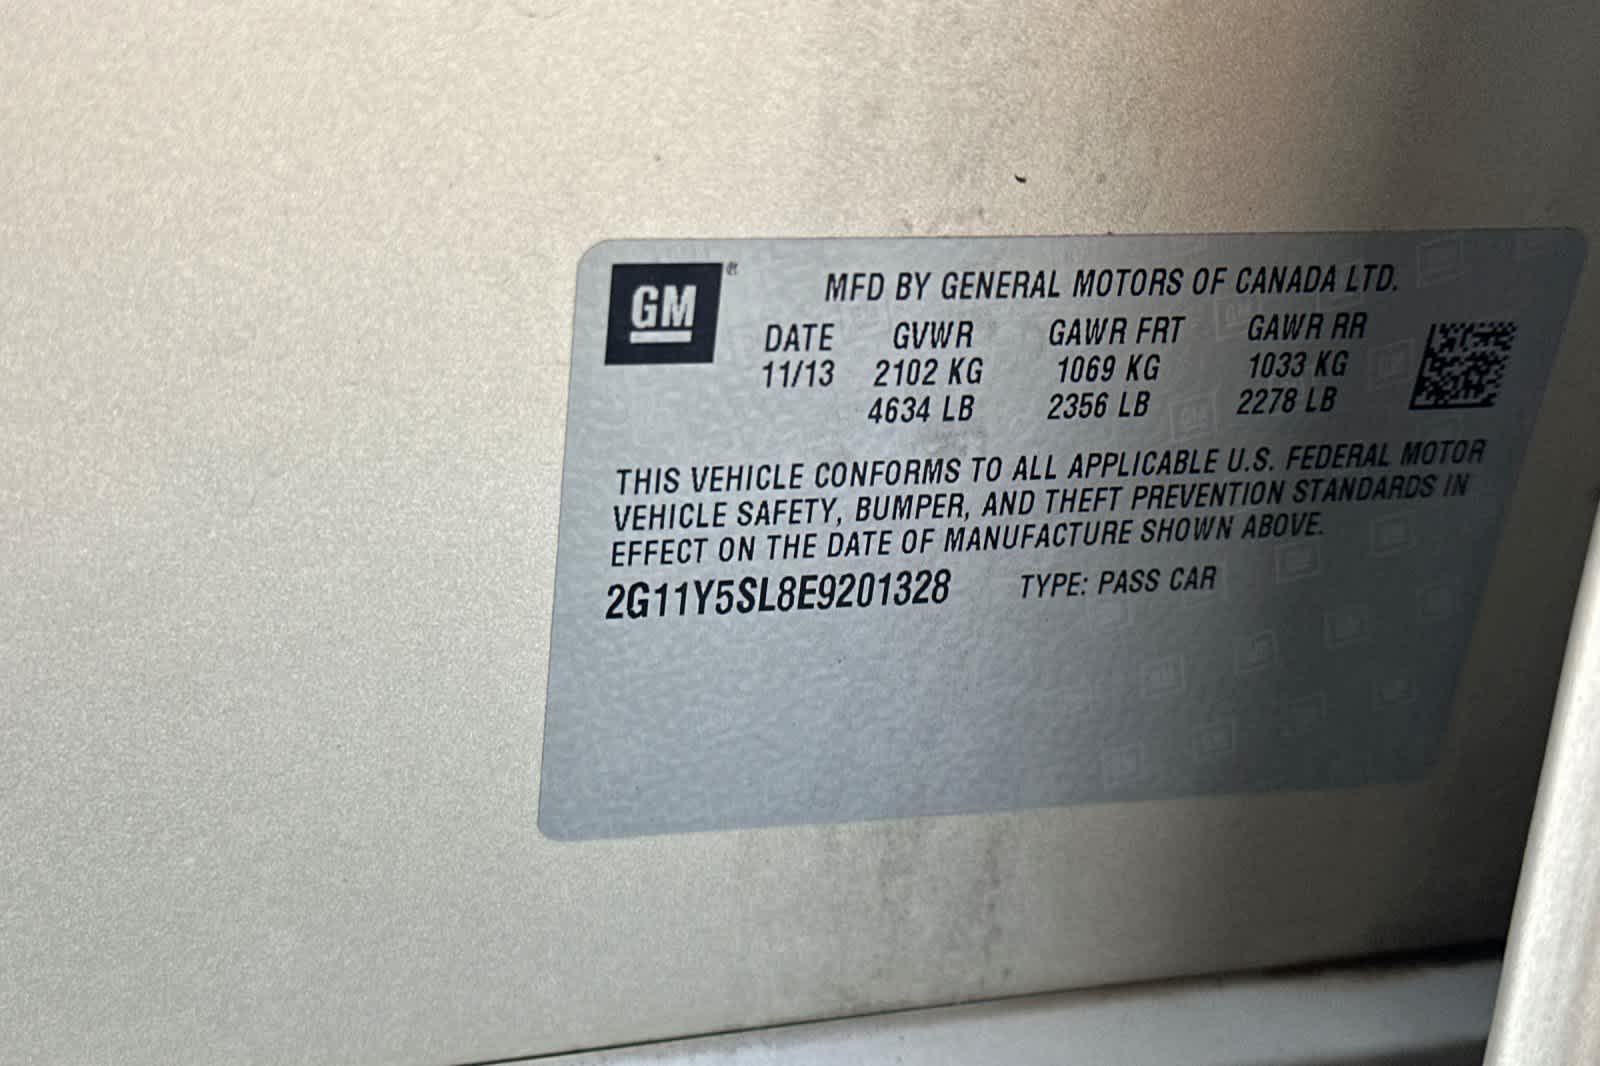 GM
MFD BY GENERAL MOTORS OF CANADA LTD.
DATE GVWR GAWR FRT GAWR RR
11/13 2102 KG 1069 KG 1033 KG
4634 LB 2356 LB 2278 LB
THIS VEHICLE CONFORMS TO ALL APPLICABLE U.S. FEDERAL MOTOR
VEHICLE SAFETY, BUMPER, AND THEFT PREVENTION STANDARDS IN
EFFECT ON THE DATE OF MANUFACTURE SHOWN ABOVE.
2G11Y5SL8E9201328 TYPE: PASS CAR